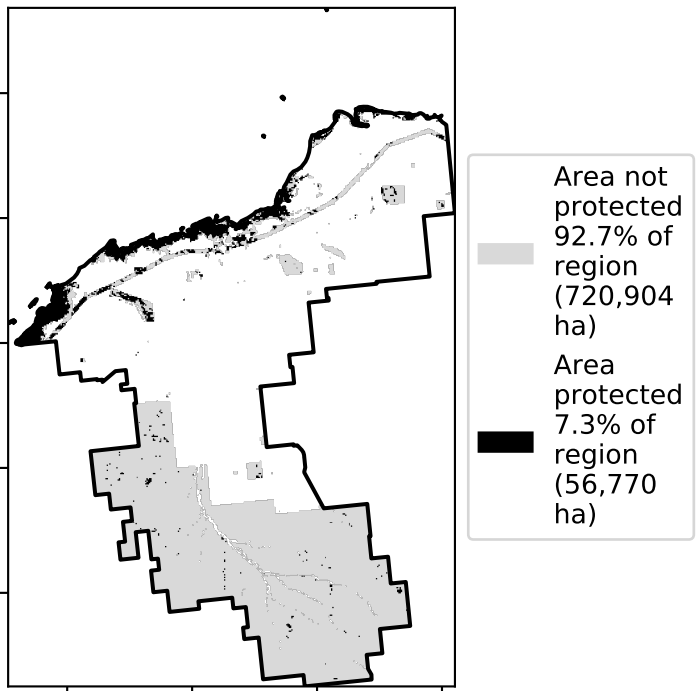 Area not
protected
92.7% of
region
(720,904
ha)
Area
protected
7.3% of
region
(56,770
ha)